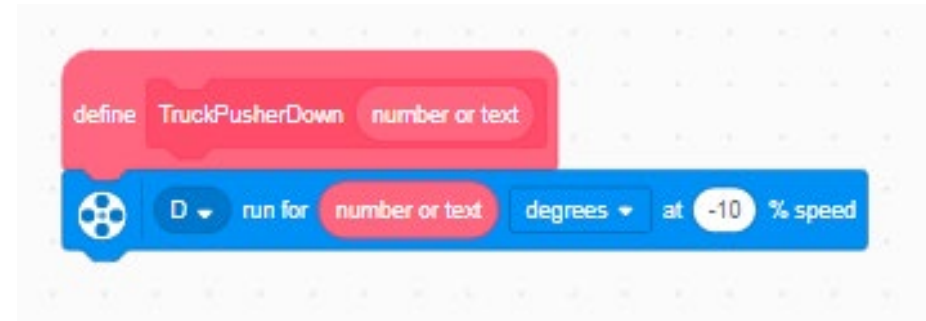 define TruckPusherDown number or text
D run for number or text degrees at -10 % speed